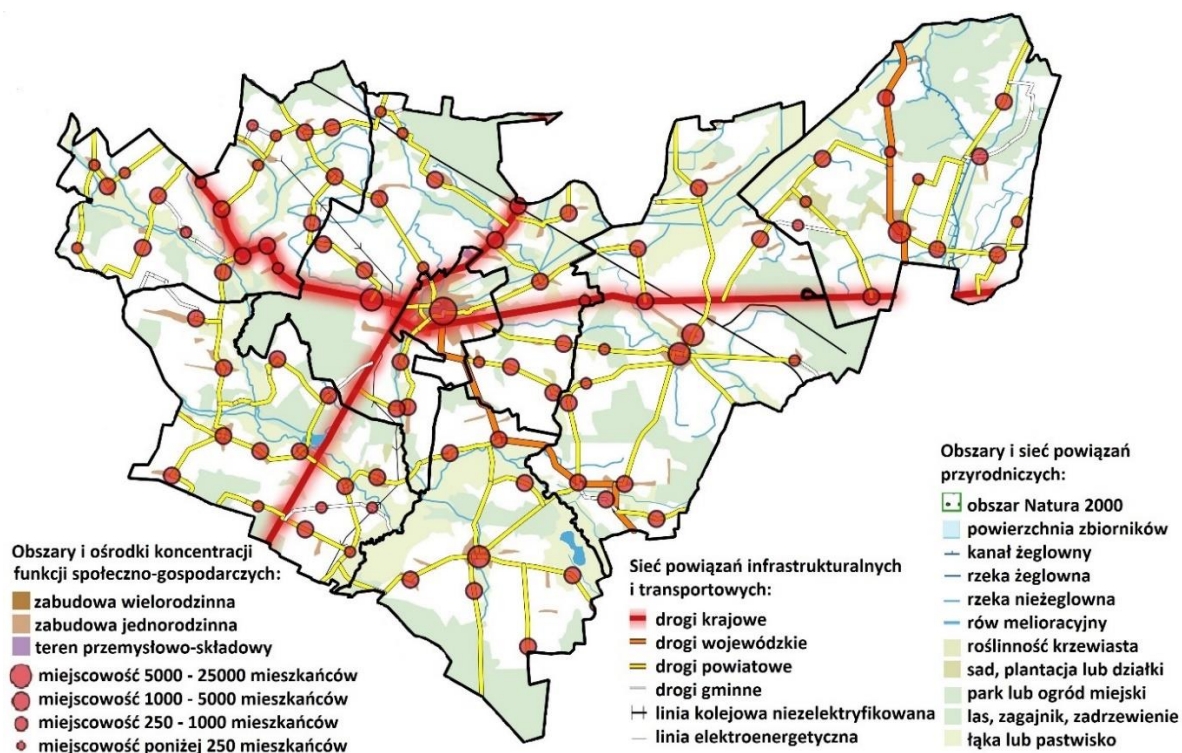 Obszary i ośrodki koncentracji
funkcji społeczno-gospodarczych:
zabudowa wielorodzinna
zabudowa jednorodzinna
teren przemysłowo-składowy
miejscowość 5000 - 25000 mieszkańców
miejscowość 1000 - 5000 mieszkańców
miejscowość 250 - 1000 mieszkańców
miejscowość poniżej 250 mieszkańców
Sieć powiązań infrastrukturalnych
i transportowych:
drogi krajowe
drogi wojewódzkie
drogi powiatowe
drogi gminne
linia kolejowa niezelektryfikowana
linia elektroenergetyczna
Obszary i sieć powiązań
przyrodniczych:
obszar Natura 2000
powierzchnia zbiorników
kanał żeglowny
rzeka żeglowna
rzeka nieżeglowna
rów melioracyjny
roślinność krzewiasta
sad, plantacja lub działki
park lub ogród miejski
las, zagajnik, zadrzewienie
łąka lub pastwisko